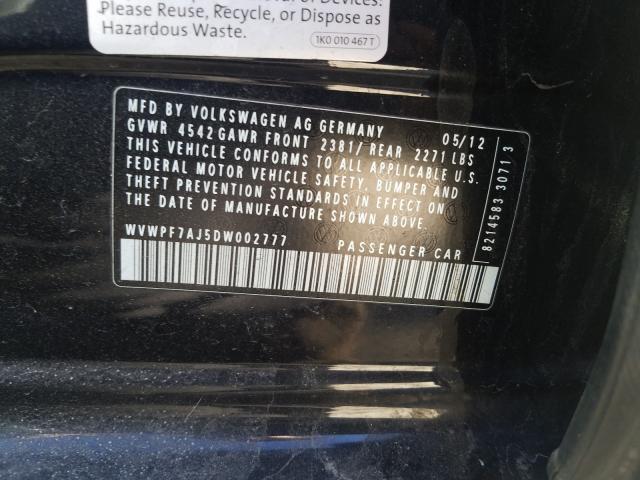 Please Reuse, Recycle, or Dispose as
Hazardous Waste.
1K0 010 467 T
MFD BY VOLKSWAGEN AG GERMANY 05/12
GVWR 4542 GAWR FRONT 2381/ REAR 2271 LBS
THIS VEHICLE CONFORMS TO ALL APPLICABLE U.S.
FEDERAL MOTOR VEHICLE SAFETY, BUMPER AND
THEFT PREVENTION STANDARDS IN EFFECT ON
THE DATE OF MANUFACTURE SHOWN ABOVE.
WVWPF7AJ5DW002777 PASSENGER CAR
8214583 3071 3